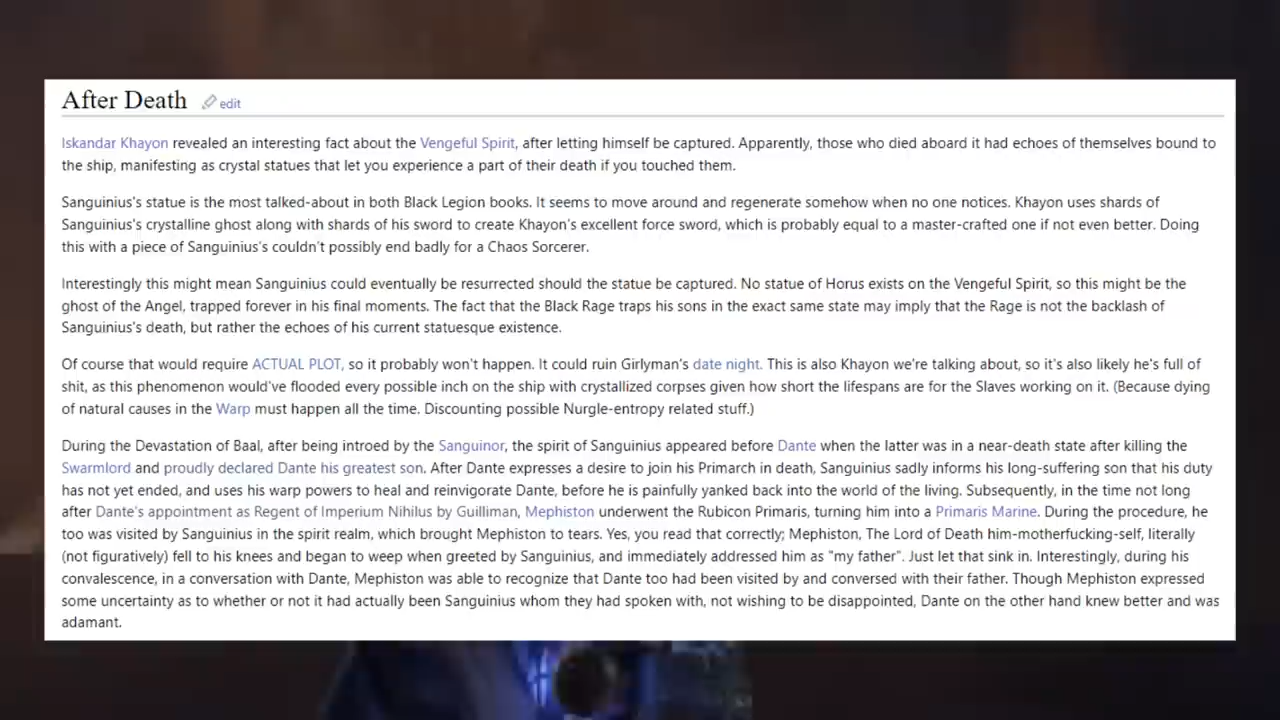 After Death edit
Iskandar Khayon revealed an interesting fact about the Vengeful Spirit, after letting himself be captured. Apparently, those who died aboard it had echoes of themselves bound to
the ship, manifesting as crystal statues that let you experience a part of their death if you touched them.
Sanguinius's statue is the most talked-about in both Black Legion books. It seems to move around and regenerate somehow when no one notices. Khayon uses shards of
Sanguinius's crystalline ghost along with shards of his sword to create Khayon's excellent force sword, which is probably equal to a master-crafted one if not even better. Doing
this with a piece of Sanguinius's couldn't possibly end badly for a Chaos Sorcerer.
Interestingly this might mean Sanguinius could eventually be resurrected should the statue be captured. No statue of Horus exists on the Vengeful Spirit, so this might be the
ghost of the Angel, trapped forever in his final moments. The fact that the Black Rage traps his sons in the exact same state may imply that the Rage is not the backlash of
Sanguinius's death, but rather the echoes of his current statuesque existence.
Of course that would require ACTUAL PLOT, so it probably won't happen. It could ruin Girlyman's date night. This is also Khayon we're talking about, so it's also likely he's full of
shit, as this phenomenon would've flooded every possible inch on the ship with crystallized corpses given how short the lifespans are for the Slaves working on it. (Because dying
of natural causes in the Warp must happen all the time. Discounting possible Nurgle-entropy related stuff.)
During the Devastation of Baal, after being introed by the Sanguinor, the spirit of Sanguinius appeared before Dante when the latter was in a near-death state after killing the
Swarmlord and proudly declared Dante his greatest son. After Dante expresses a desire to join his Primarch in death, Sanguinius sadly informs his long-suffering son that his duty
has not yet ended, and uses his warp powers to heal and reinvigorate Dante, before he is painfully yanked back into the world of the living. Subsequently, in the time not long
after Dante's appointment as Regent of Imperium Nihilus by Guilliman, Mephiston underwent the Rubicon Primaris, turning him into a Primaris Marine. During the procedure, he
too was visited by Sanguinius in the spirit realm, which brought Mephiston to tears. Yes, you read that correctly; Mephiston, The Lord of Death him-motherfucking-self, literally
(not figuratively) fell to his knees and began to weep when greeted by Sanguinius, and immediately addressed him as "my father". Just let that sink in. Interestingly, during his
convalescence, in a conversation with Dante, Mephiston was able to recognize that Dante too had been visited by and conversed with their father. Though Mephiston expressed
some uncertainty as to whether or not it had actually been Sanguinius whom they had spoken with, not wishing to be disappointed, Dante on the other hand knew better and was
adamant.